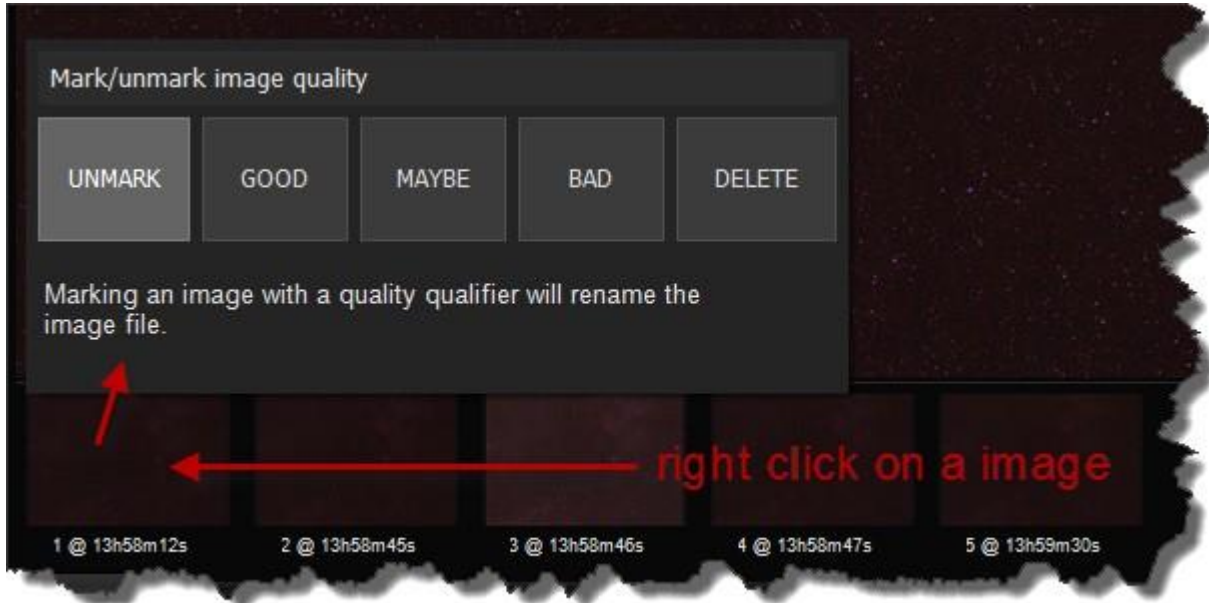 Mark/unmark image quality
UNMARK GOOD MAYBE BAD DELETE
Marking an image with a quality qualifier will rename the
image file.
right click on a image
1 @ 13h58m12s 2 @ 13h58m45s 3 @ 13h58m46s 4 @ 13h58m47s 5 @ 13h59m30s